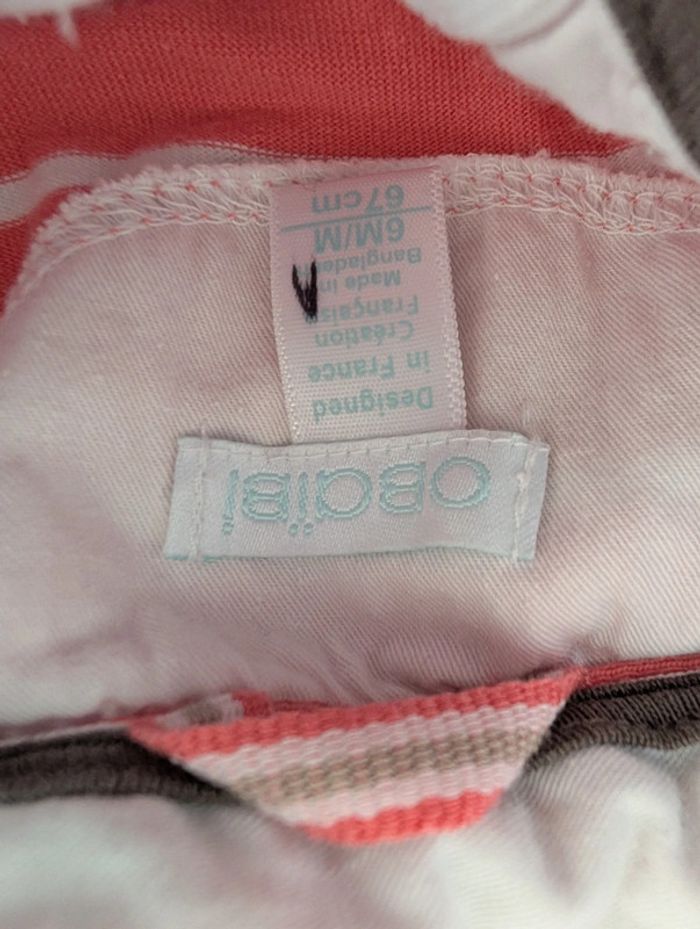 OBaïBi
Designed
in France
Création
Française
Made in
Bangladesh
6M/M
67cm